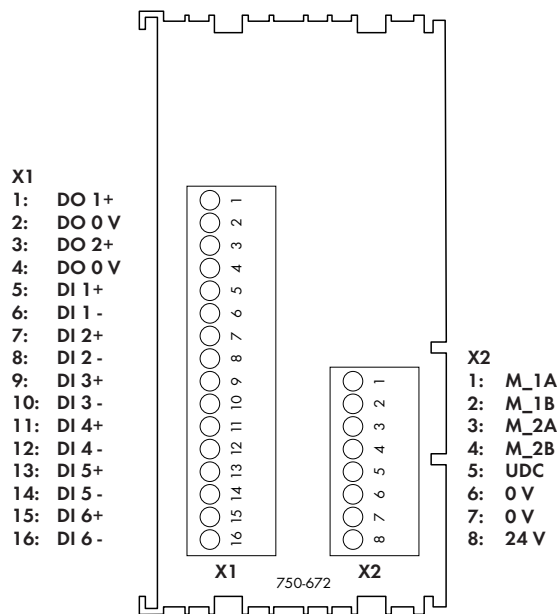 X1
1: DO 1+
2: DO 0 V
3: DO 2+
4: DO 0 V
5: DI 1+
6: DI 1 -
7: DI 2+
8: DI 2 -
9: DI 3+
10: DI 3 -
11: DI 4+
12: DI 4 -
13: DI 5+
14: DI 5 -
15: DI 6+
16: DI 6 -
1
2
3
4
5
6
7
8
9
10
11
12
13
14
15
16
X1
1
2
3
4
5
6
7
8
X2
750-672
X2
1: M_1A
2: M_1B
3: M_2A
4: M_2B
5: UDC
6: 0 V
7: 0 V
8: 24 V